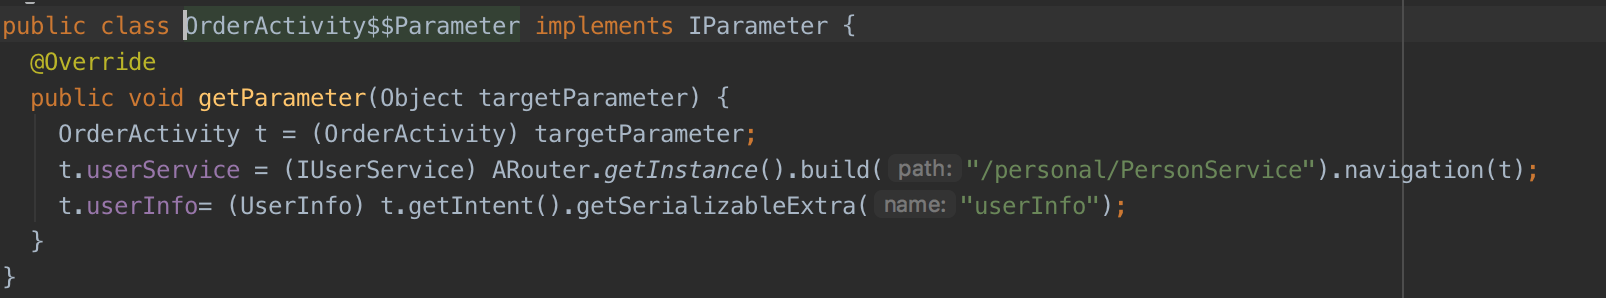 public class OrderActivity$$Parameter implements IParameter {
@Override
public void getParameter(Object targetParameter) {
OrderActivity t = (OrderActivity) targetParameter;
t.userService = (IUserService) ARouter.getInstance().build( path: "/personal/PersonService").navigation(t);
t.userInfo= (UserInfo) t.getIntent().getSerializableExtra( name: "userInfo");
}
}